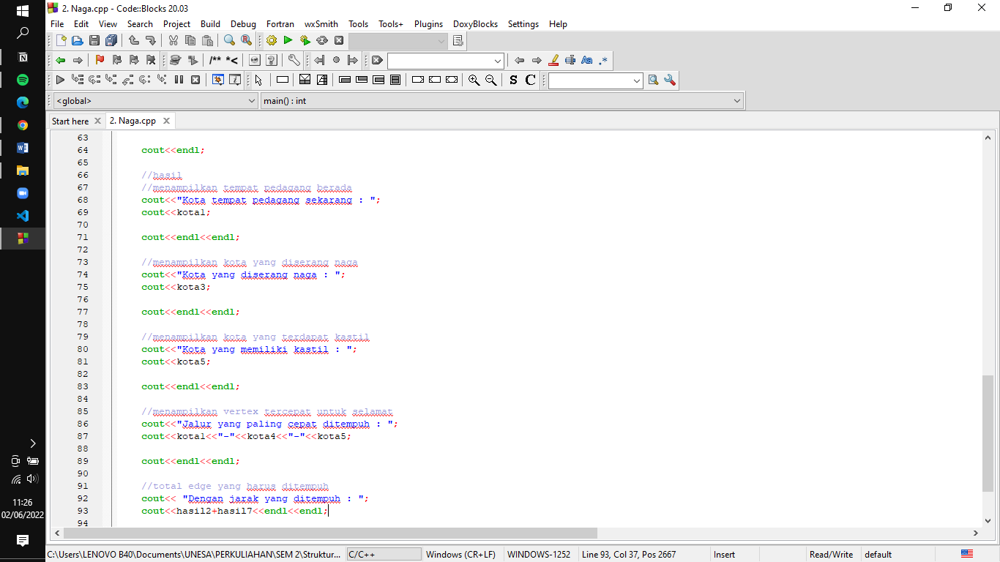 2. Naga.cpp - Code::Blocks 20.03
File Edit View Search Project Build Debug Fortran wxSmith Tools Tools+ Plugins DoxyBlocks Settings Help
/** *<
S C
Aa .*
<global> main() : int
Start here 2. Naga.cpp
63
64 cout<<endl;
65
66 //hasil
67 //menampilkan tempat pedagang berada
68 cout<<"Kota tempat pedagang sekarang : ";
69 cout<<kota1;
70
71 cout<<endl<<endl;
72
73 //menampilkan kota yang diserang naga
74 cout<<"Kota yang diserang naga : ";
75 cout<<kota3;
76
77 cout<<endl<<endl;
78
79 //menampilkan kota yang terdapat kastil
80 cout<<"Kota yang memiliki kastil : ";
81 cout<<kota5;
82
83 cout<<endl<<endl;
84
85 //menampilkan vertex tercepat untuk selamat
86 cout<<"Jalur yang paling cepat ditempuh : ";
87 cout<<kota1<<"-"<<kota4<<"-"<<kota5;
88
89 cout<<endl<<endl;
90
91 //total edge yang harus ditempuh
92 cout<< "Dengan jarak yang ditempuh : ";
93 cout<<hasil2+hasil7<<endl<<endl;
94
11:26
02/06/2022
C:\Users\LENOVO B40\Documents\UNESA\PERKULIAHAN\SEM 2\Struktur... C/C++ Windows (CR+LF) WINDOWS-1252 Line 93, Col 37, Pos 2667 Insert Read/Write default